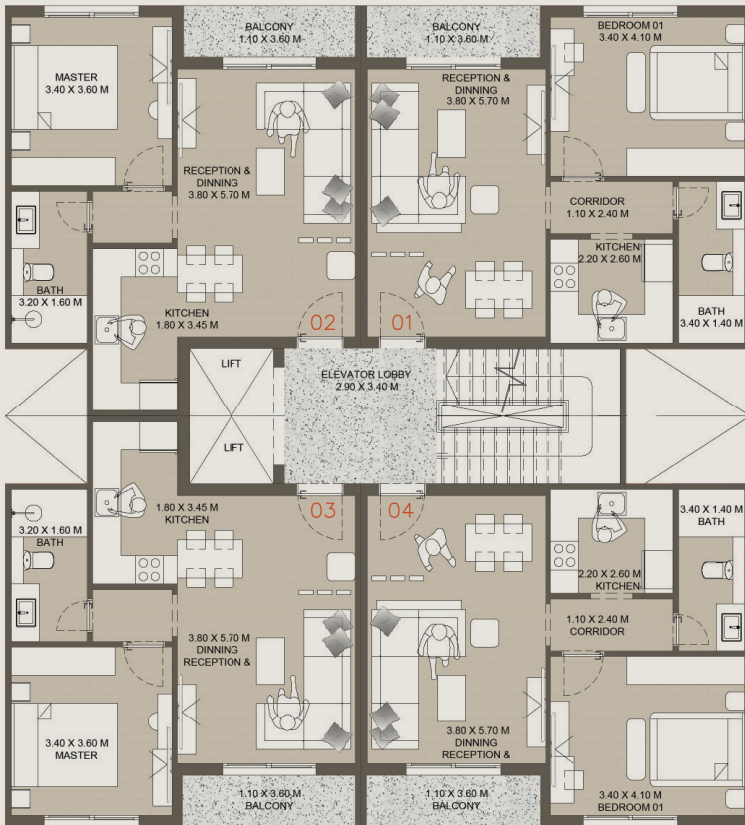 BALCONY
1.10 X 3.60 M
BALCONY
1.10 X 3.60 M
BEDROOM 01
3.40 X 4.10 M
MASTER
3.40 X 3.60 M
RECEPTION &
DINNING
3.80 X 5.70 M
RECEPTION &
DINNING
3.80 X 5.70 M
CORRIDOR
1.10 X 2.40 M
KITCHEN
2.20 X 2.60 M
BATH
3.20 X 1.60 M
KITCHEN
1.80 X 3.45 M
02
01
BATH
3.40 X 1.40 M
LIFT
ELEVATOR LOBBY
2.90 X 3.40 M
LIFT
1.80 X 3.45 M
KITCHEN
03
04
3.20 X 1.60 M
BATH
3.40 X 1.40 M
BATH
2.20 X 2.60 M
KITCHEN
1.10 X 2.40 M
CORRIDOR
3.80 X 5.70 M
DINNING
RECEPTION &
3.40 X 3.60 M
MASTER
3.80 X 5.70 M
DINNING
RECEPTION &
1.10 X 3.60 M
BALCONY
1.10 X 3.60 M
BALCONY
3.40 X 4.10 M
BEDROOM 01